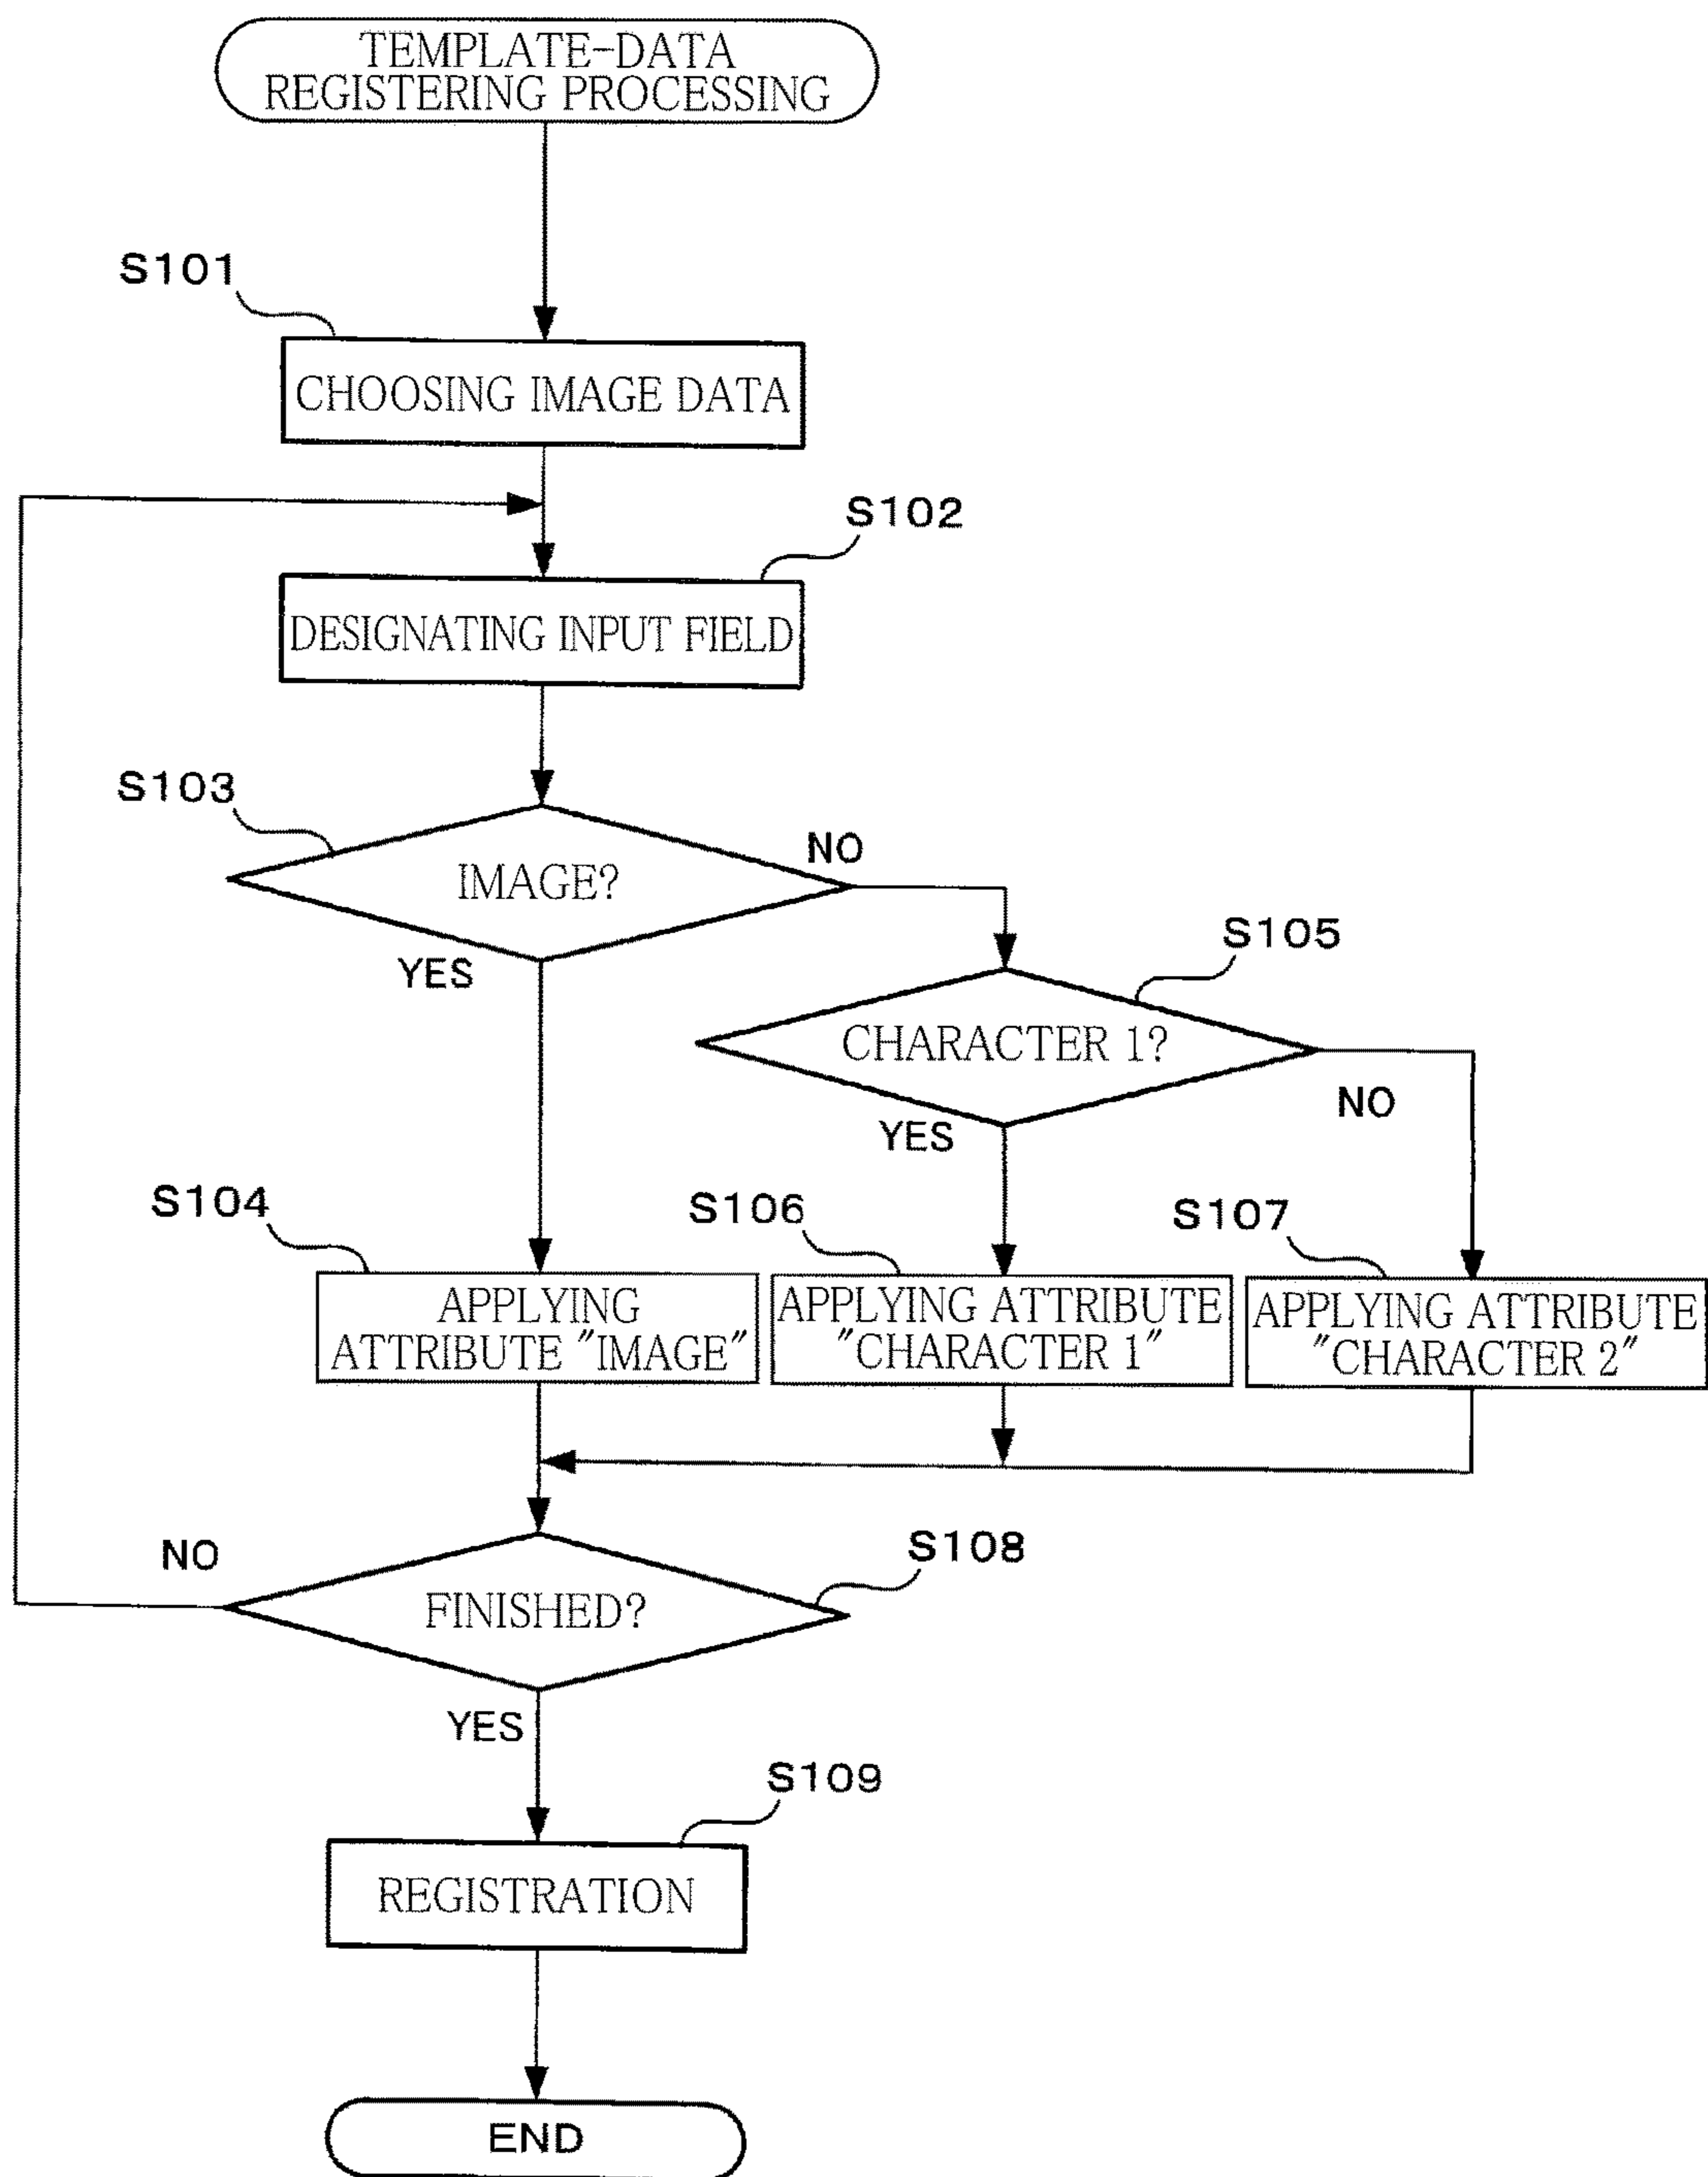 TEMPLATE-DATA
REGISTERING PROCESSING
S101
CHOOSING IMAGE DATA
S102
DESIGNATING INPUT FIELD
S103
IMAGE?
NO
YES
S105
CHARACTER 1?
NO
YES
S104
APPLYING
ATTRIBUTE "IMAGE"
S106
APPLYING ATTRIBUTE
"CHARACTER 1"
S107
APPLYING ATTRIBUTE
"CHARACTER 2"
S108
FINISHED?
NO
YES
S109
REGISTRATION
END